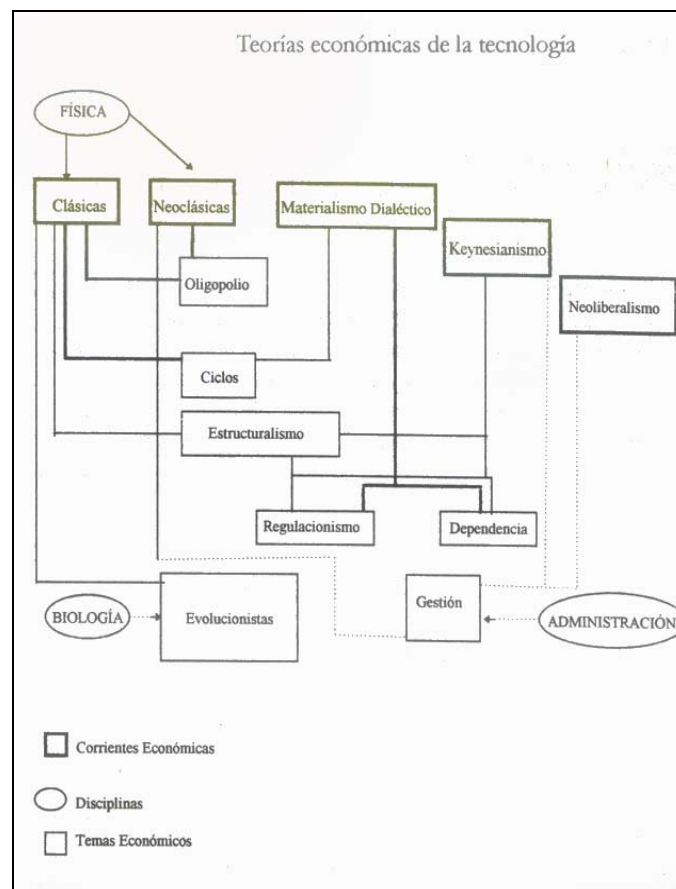 Teorías económicas de la tecnología
FÍSICA
Clásicas
Neoclásicas
Materialismo Dialéctico
Keynesianismo
Neoliberalismo
Oligopolio
Ciclos
Estructuralismo
Regulacionismo
Dependencia
BIOLOGÍA
Evolucionistas
Gestión
ADMINISTRACIÓN
Corrientes Económicas
Disciplinas
Temas Económicos